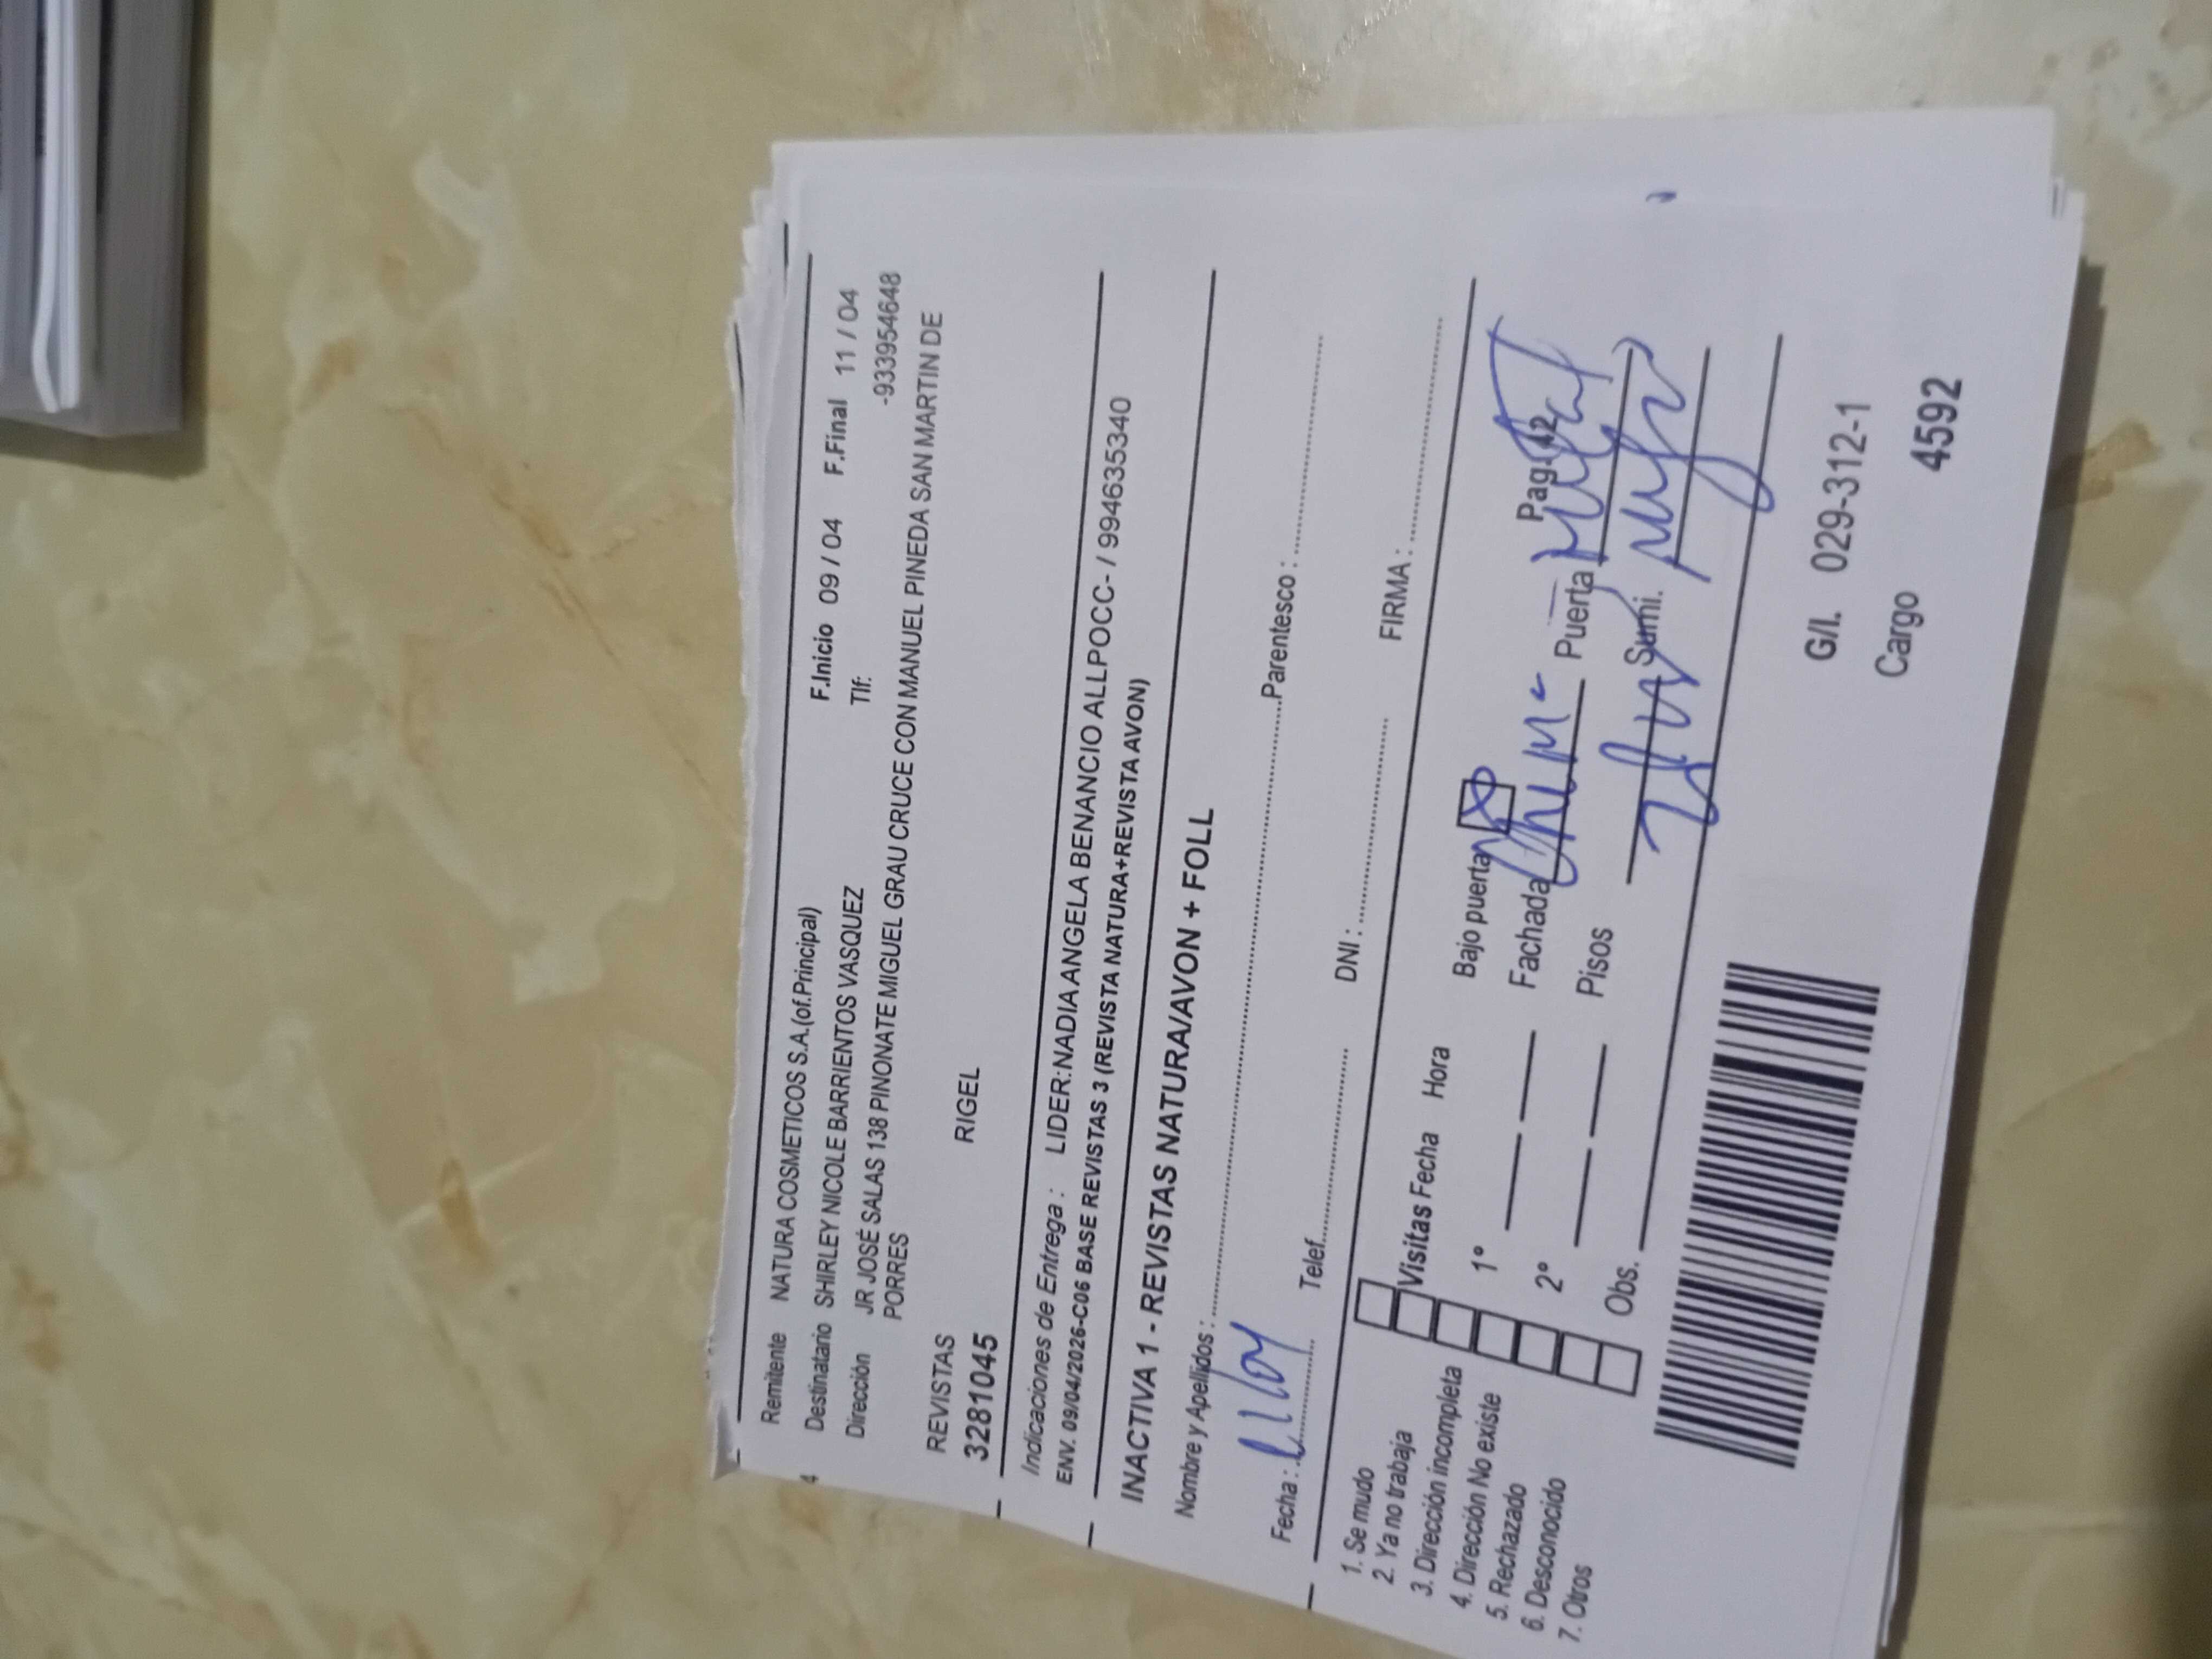 Remitente NATURA COSMETICOS S.A.(of.Principal) F.Inicio 09 / 04 F.Final 11 / 04
4
Destinatario SHIRLEY NICOLE BARRIENTOS VASQUEZ Tlf: -933954648
Dirección JR JOSÉ SALAS 138 PINONATE MIGUEL GRAU CRUCE CON MANUEL PINEDA SAN MARTIN DE
PORRES
REVISTAS RIGEL
3281045
Indicaciones de Entrega : LIDER:NADIA ANGELA BENANCIO ALLPOCC- / 994635340
ENV. 09/04/2026-C06 BASE REVISTAS 3 (REVISTA NATURA+REVISTA AVON)
INACTIVA 1 - REVISTAS NATURA/AVON + FOLL
Nombre y Apellidos : Parentesco :
Fecha : 11/04 Telef. DNI : FIRMA :
1. Se mudo
2. Ya no trabaja
3. Dirección incompleta
4. Dirección No existe
5. Rechazado
6. Desconocido
7. Otros
Visitas Fecha Hora
1º
2º
Obs.
Bajo puerta Pag-42
Fachada Puerta
Pisos Sumi.
G/I. 029-312-1
Cargo 4592